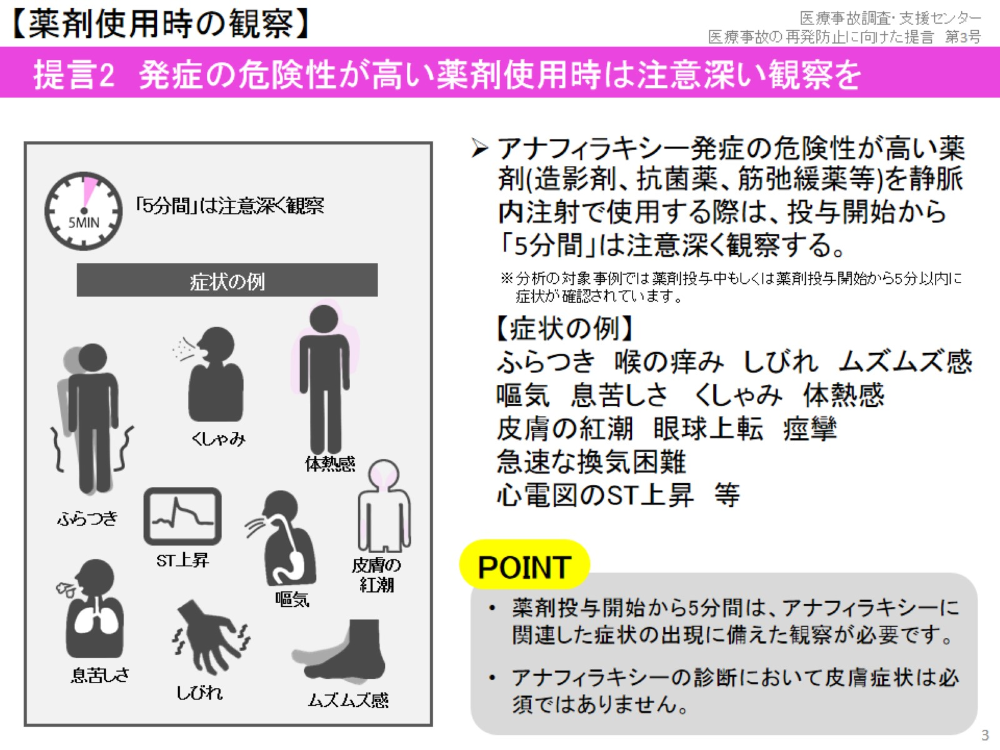 【薬剤使用時の観察】
医療事故調査･支援センター
医療事故の再発防止に向けた提言　第3号
提言2　発症の危険性が高い薬剤使用時は注意深い観察を
5MIN
｢5分間｣は注意深く観察
症状の例
くしゃみ
体熱感
ふらつき
ST上昇
嘔気
皮膚の
紅潮
息苦しさ
しびれ
ムズムズ感
➢ アナフィラキシー発症の危険性が高い薬
剤(造影剤、抗菌薬、筋弛緩薬等)を静脈
内注射で使用する際は、投与開始から
｢5分間｣は注意深く観察する。
※分析の対象事例では薬剤投与中もしくは薬剤投与開始から5分以内に
症状が確認されています。
【症状の例】
ふらつき　喉の痒み　しびれ　ムズムズ感
嘔気　息苦しさ　くしゃみ　体熱感
皮膚の紅潮　眼球上転　痙攣
急速な換気困難
心電図のST上昇　等
POINT
• 薬剤投与開始から5分間は、アナフィラキシーに
関連した症状の出現に備えた観察が必要です。
• アナフィラキシーの診断において皮膚症状は必
須ではありません。
3